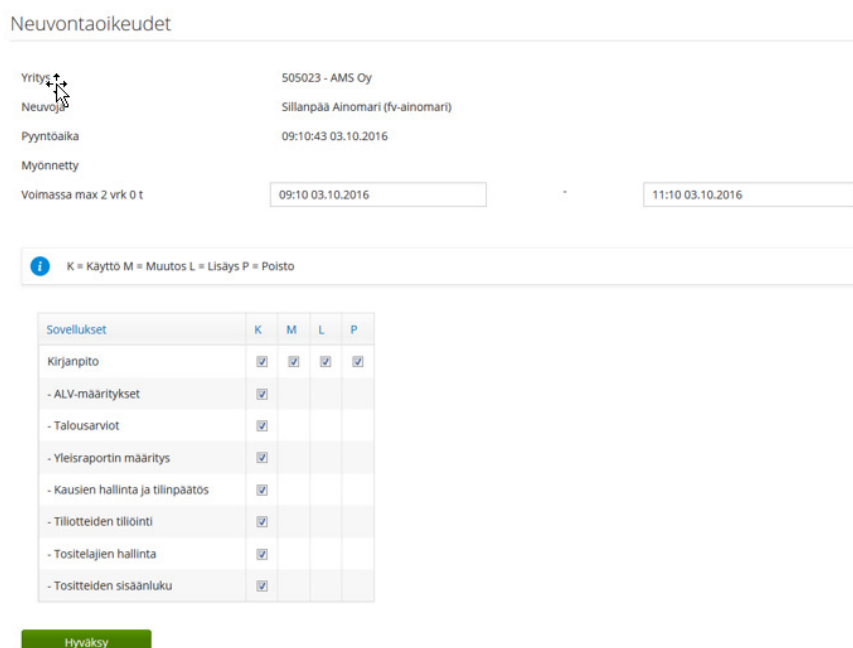 Neuvontaoikeudet
Yritys 505023 - AMS Oy
Neuvoja Sillanpää Ainomari (fv-ainomari)
Pyyntöaika 09:10:43 03.10.2016
Myönnetty
Voimassa max 2 vrk 0 t 09:10 03.10.2016 - 11:10 03.10.2016
K = Käyttö M = Muutos L = Lisäys P = Poisto
Sovellukset K M L P
Kirjanpito
- ALV-määritykset
- Talousarviot
- Yleisraportin määritys
- Kausien hallinta ja tilinpäätös
- Tiliotteiden tiliöinti
- Tositelajien hallinta
- Tositteiden sisäänluku
Hyväksy